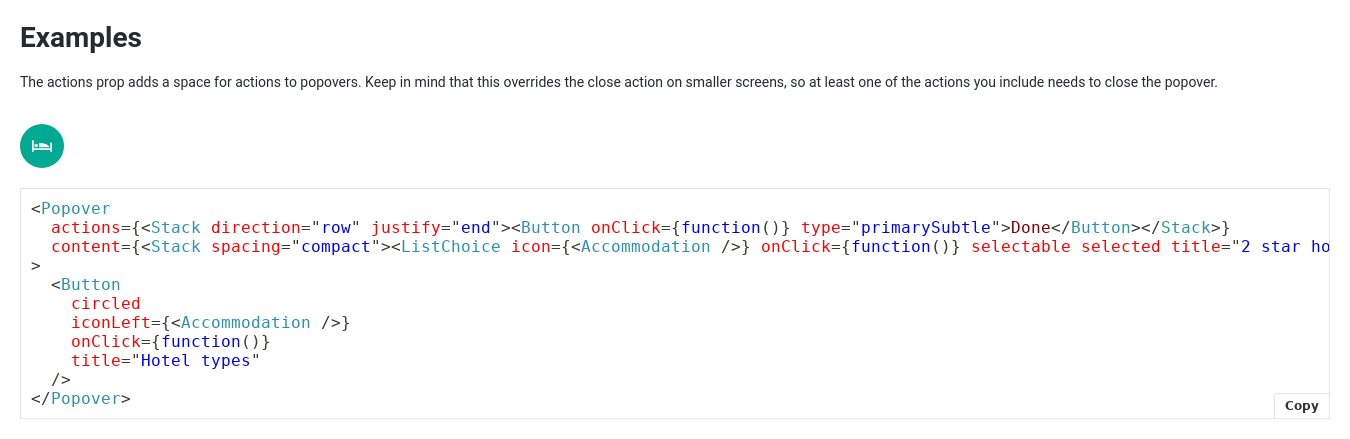 Examples
The actions prop adds a space for actions to popovers. Keep in mind that this overrides the close action on smaller screens, so at least one of the actions you include needs to close the popover.
<Popover
  actions={<Stack direction="row" justify="end"><Button onClick={function()} type="primarySubtle">Done</Button></Stack>}
  content={<Stack spacing="compact"><ListChoice icon={<Accommodation />} onClick={function()} selectable selected title="2 star ho
>
  <Button
    circled
    iconLeft={<Accommodation />}
    onClick={function()}
    title="Hotel types"
  />
</Popover>
Copy